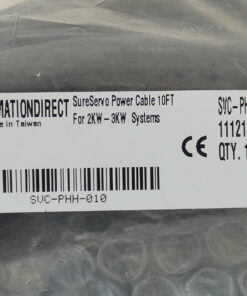 MATIONDIRECT
e in Taiwan
SureServo Power Cable 10FT
For 2KW-3KW Systems
SVC-PH
11121
QTY. 1
SVC-PHH-010